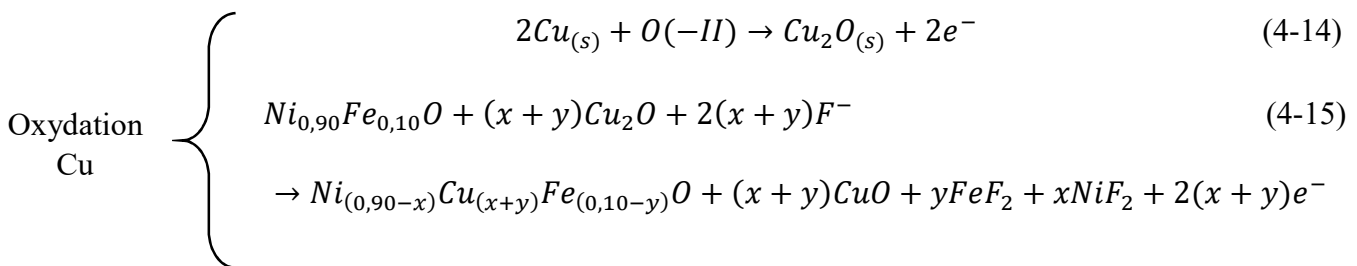 2Cu₍ₛ₎ + O(−II) → Cu₂O₍ₛ₎ + 2e⁻ (4-14)
Oxydation
Cu
Ni₀,₉₀Fe₀,₁₀O + (x + y)Cu₂O + 2(x + y)F⁻ (4-15)
→ Ni₍₀,₉₀₋ₓ₎Cu₍ₓ₊y₎Fe₍₀,₁₀₋y₎O + (x + y)CuO + yFeF₂ + xNiF₂ + 2(x + y)e⁻